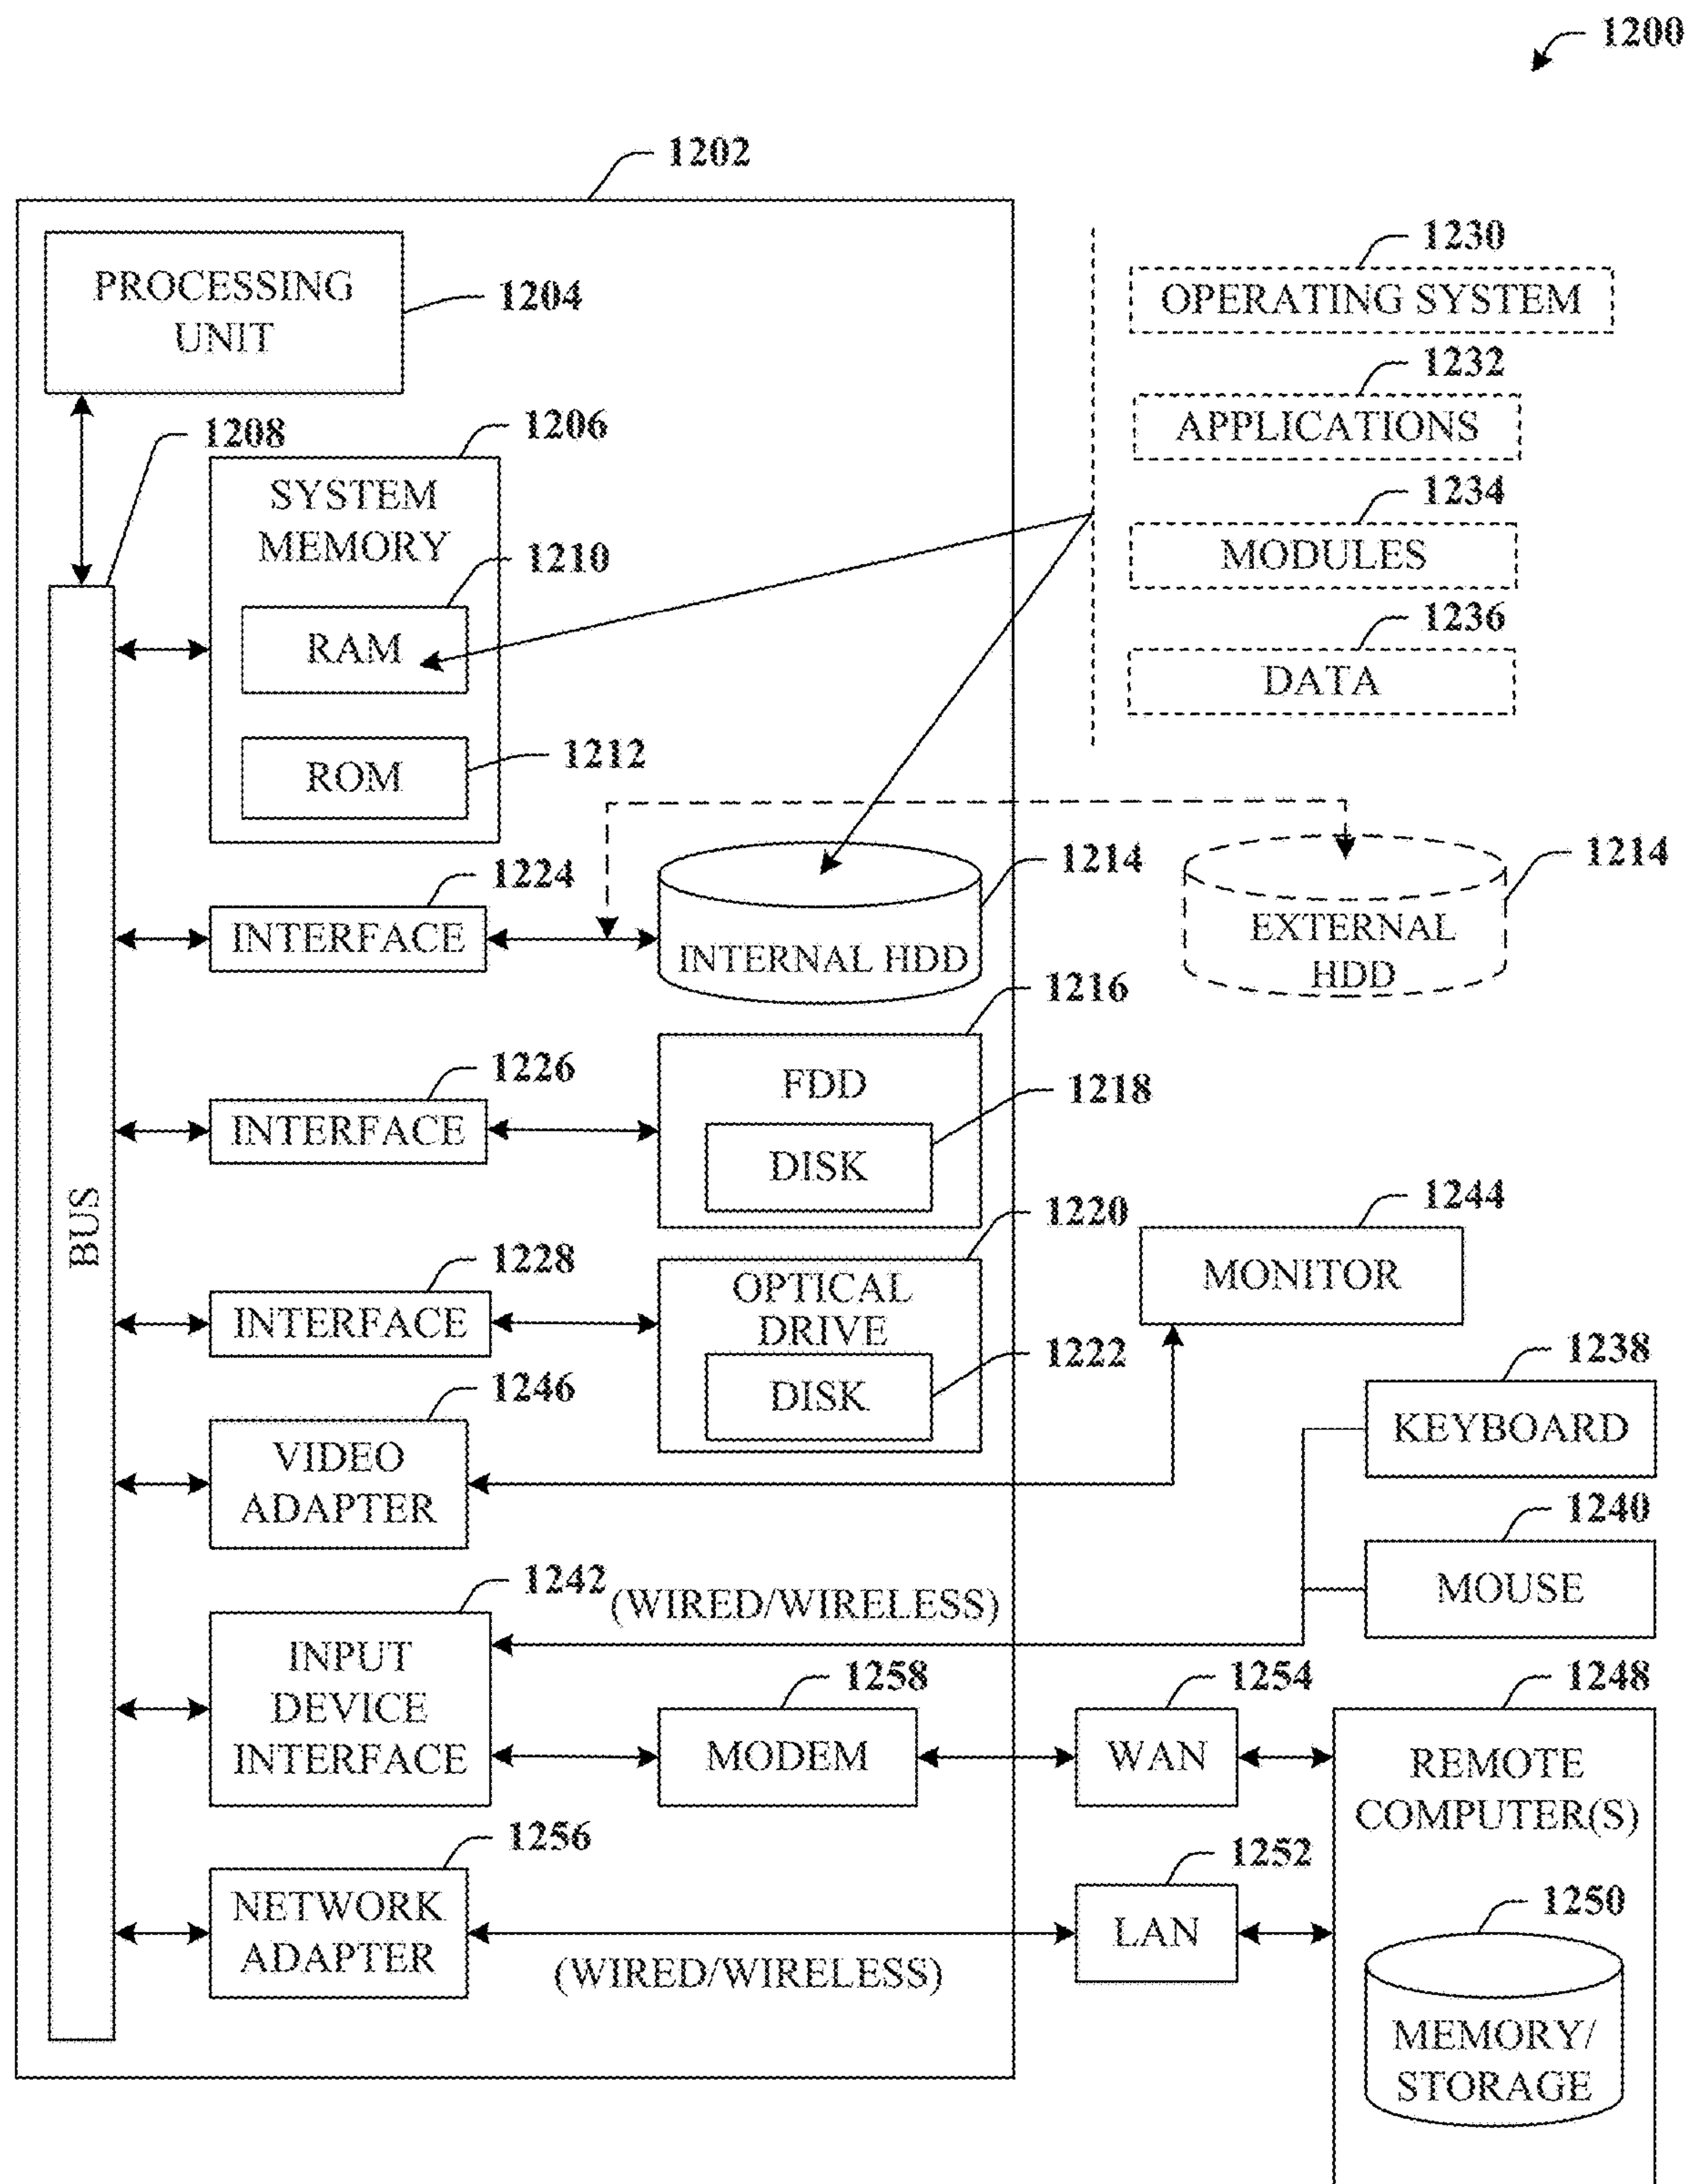 1200
1202
PROCESSING
UNIT
1204
1230
OPERATING SYSTEM
1232
APPLICATIONS
1234
MODULES
1236
DATA
1208
1206
SYSTEM
MEMORY
1210
RAM
1212
ROM
BUS
1224
INTERFACE
1214
INTERNAL HDD
1214
EXTERNAL
HDD
1226
INTERFACE
1216
FDD
1218
DISK
1228
INTERFACE
1220
OPTICAL
DRIVE
1222
DISK
1244
MONITOR
1246
VIDEO
ADAPTER
1238
KEYBOARD
1240
MOUSE
1242
(WIRED/WIRELESS)
INPUT
DEVICE
INTERFACE
1258
MODEM
1254
WAN
1248
REMOTE
COMPUTER(S)
1256
NETWORK
ADAPTER
(WIRED/WIRELESS)
1252
LAN
1250
MEMORY/
STORAGE